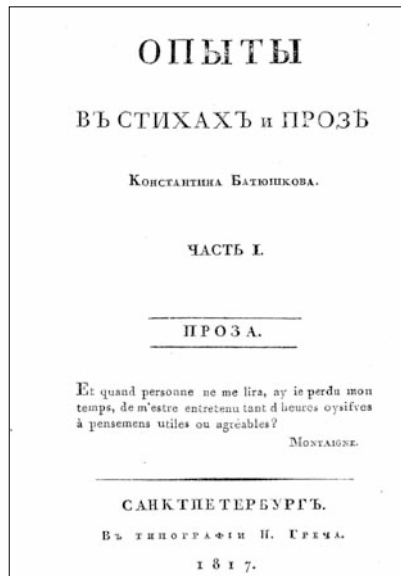 ОПЫТЫ
ВЪ СТИХАХЪ и ПРОЗѢ
Константина Батюшкова.
ЧАСТЬ I.
ПРОЗА.
Et quand personne ne me lira, ay ie perdu mon
temps, de m'estre entretenu tant d heures oysifves
à pensemens utiles ou agréables?
Montaigne.
САНКТПЕТЕРБУРГЪ.
Въ типографіи Н. Греча.
1817.